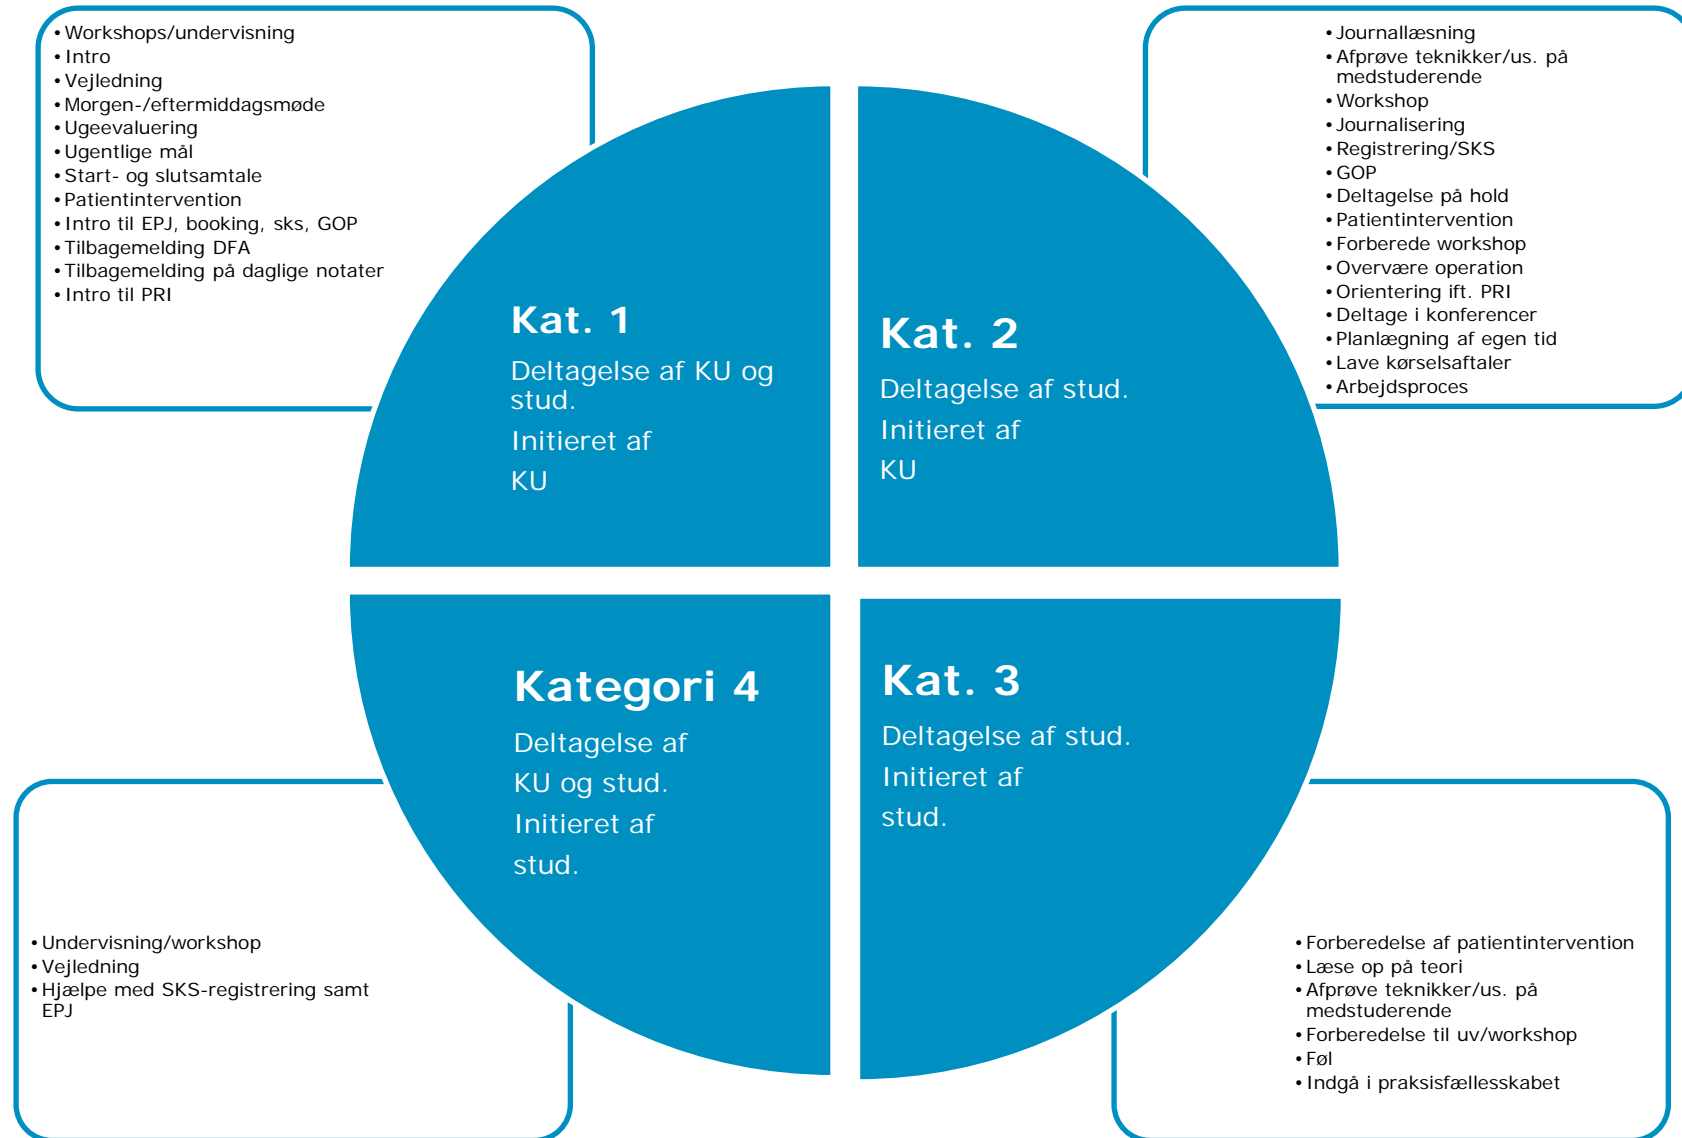 •Workshops/undervisning
•Intro
•Vejledning
•Morgen-/eftermiddagsmøde
•Ugeevaluering
•Ugentlige mål
•Start- og slutsamtale
•Patientintervention
•Intro til EPJ, booking, sks, GOP
•Tilbagemelding DFA
•Tilbagemelding på daglige notater
•Intro til PRI
•Journallæsning
•Afprøve teknikker/us. på
medstuderende
•Workshop
•Journalisering
•Registrering/SKS
•GOP
•Deltagelse på hold
•Patientintervention
•Forberede workshop
•Overvære operation
•Orientering ift. PRI
•Deltage i konferencer
•Planlægning af egen tid
•Lave kørselsaftaler
•Arbejdsproces
Kat. 1
Deltagelse af KU og
stud.
Initieret af
KU
Kat. 2
Deltagelse af stud.
Initieret af
KU
Kategori 4
Deltagelse af
KU og stud.
Initieret af
stud.
Kat. 3
Deltagelse af stud.
Initieret af
stud.
•Undervisning/workshop
•Vejledning
•Hjælpe med SKS-registrering samt
EPJ
•Forberedelse af patientintervention
•Læse op på teori
•Afprøve teknikker/us. på
medstuderende
•Forberedelse til uv/workshop
•Føl
•Indgå i praksisfællesskabet